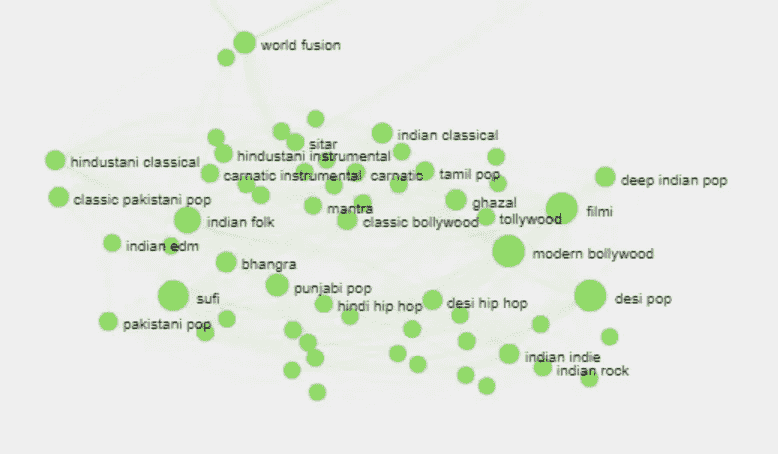 world fusion
indian classical
sitar
hindustani instrumental
hindustani classical
carnatic instrumental
carnatic
tamil pop
deep indian pop
classic pakistani pop
mantra
ghazal
filmi
indian folk
classic bollywood
tollywood
indian edm
modern bollywood
bhangra
punjabi pop
sufi
hindi hip hop
desi hip hop
desi pop
pakistani pop
indian indie
indian rock